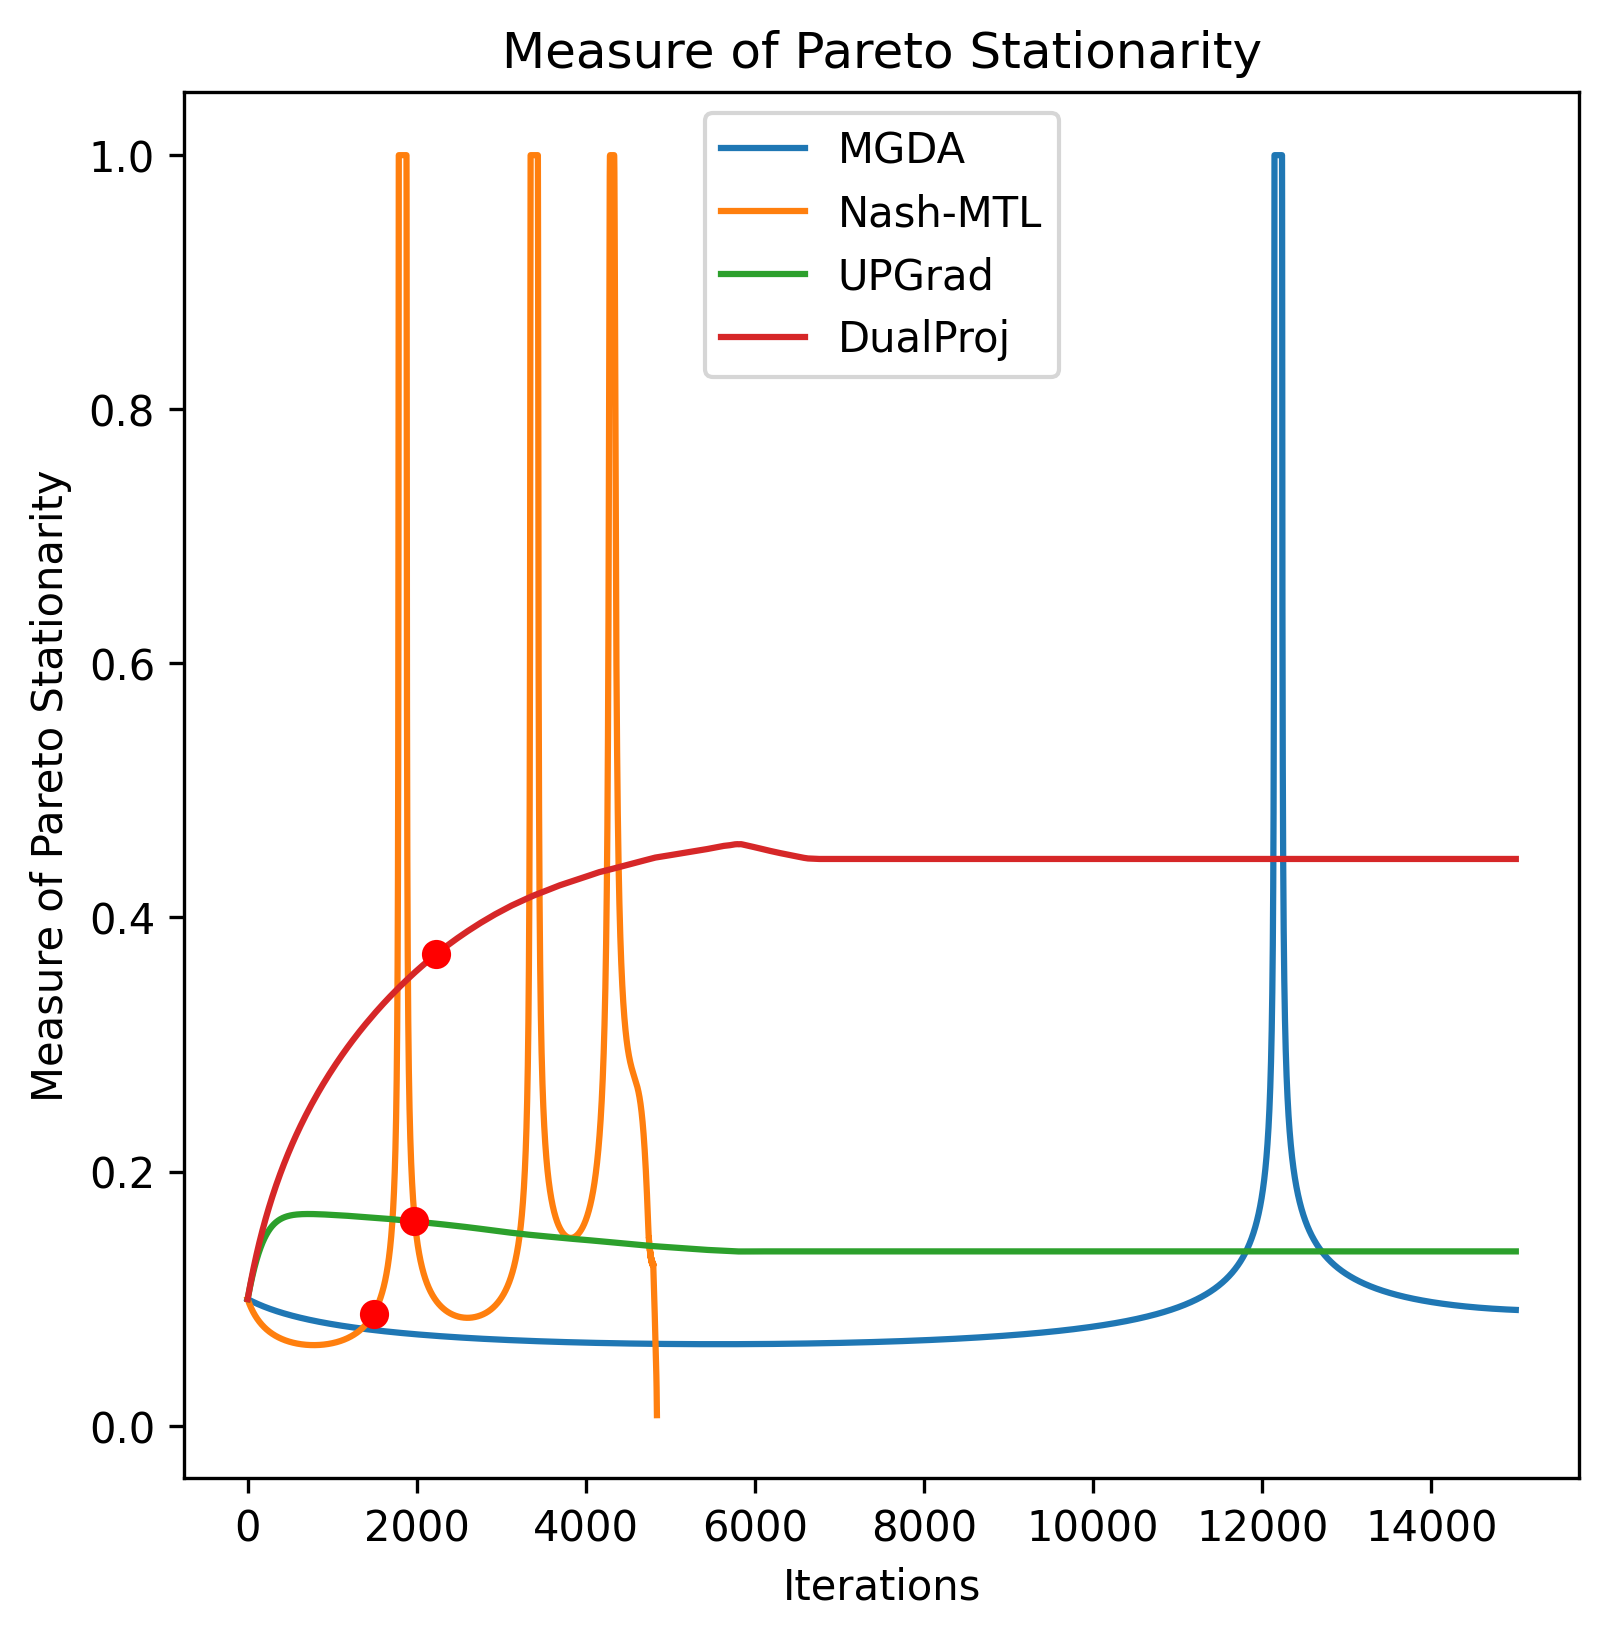 Measure of Pareto Stationarity
MGDA
Nash-MTL
UPGrad
DualProj
Measure of Pareto Stationarity
1.0
0.8
0.6
0.4
0.2
0.0
0 2000 4000 6000 8000 10000 12000 14000
Iterations